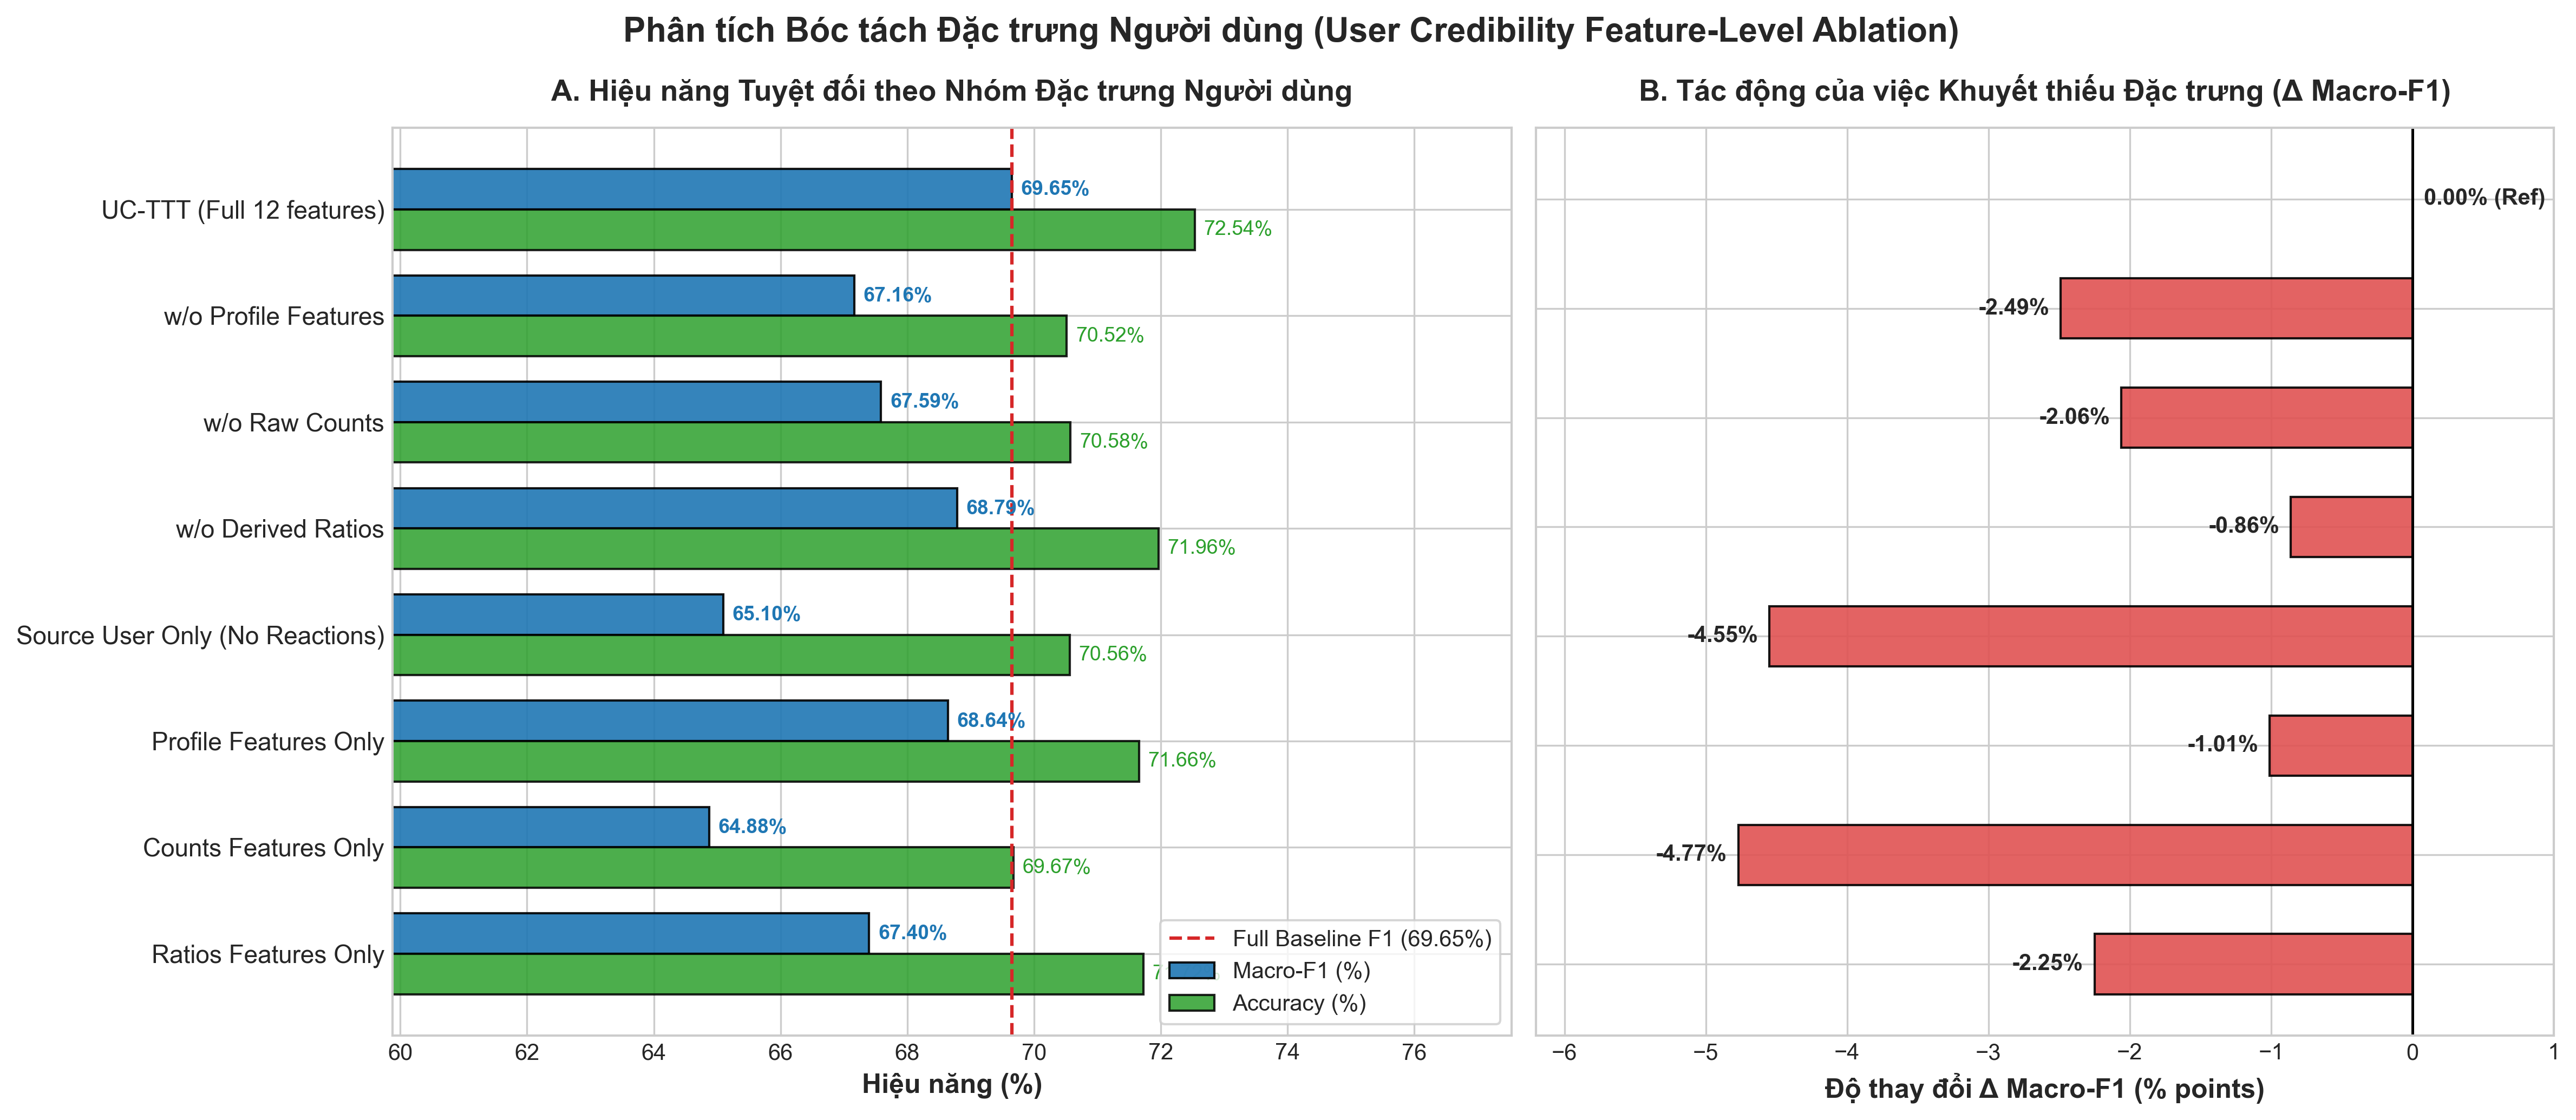 Phân tích Bóc tách Đặc trưng Người dùng (User Credibility Feature-Level Ablation)
A. Hiệu năng Tuyệt đối theo Nhóm Đặc trưng Người dùng
UC-TTT (Full 12 features)
69.65%
72.54%
w/o Profile Features
67.16%
70.52%
w/o Raw Counts
67.59%
70.58%
w/o Derived Ratios
68.79%
71.96%
Source User Only (No Reactions)
65.10%
70.56%
Profile Features Only
68.64%
71.66%
Counts Features Only
64.88%
69.67%
Ratios Features Only
67.40%
Full Baseline F1 (69.65%)
Macro-F1 (%)
Accuracy (%)
60 62 64 66 68 70 72 74 76
Hiệu năng (%)
B. Tác động của việc Khuyết thiếu Đặc trưng (Δ Macro-F1)
0.00% (Ref)
-2.49%
-2.06%
-0.86%
-4.55%
-1.01%
-4.77%
-2.25%
−6 −5 −4 −3 −2 −1 0 1
Độ thay đổi Δ Macro-F1 (% points)